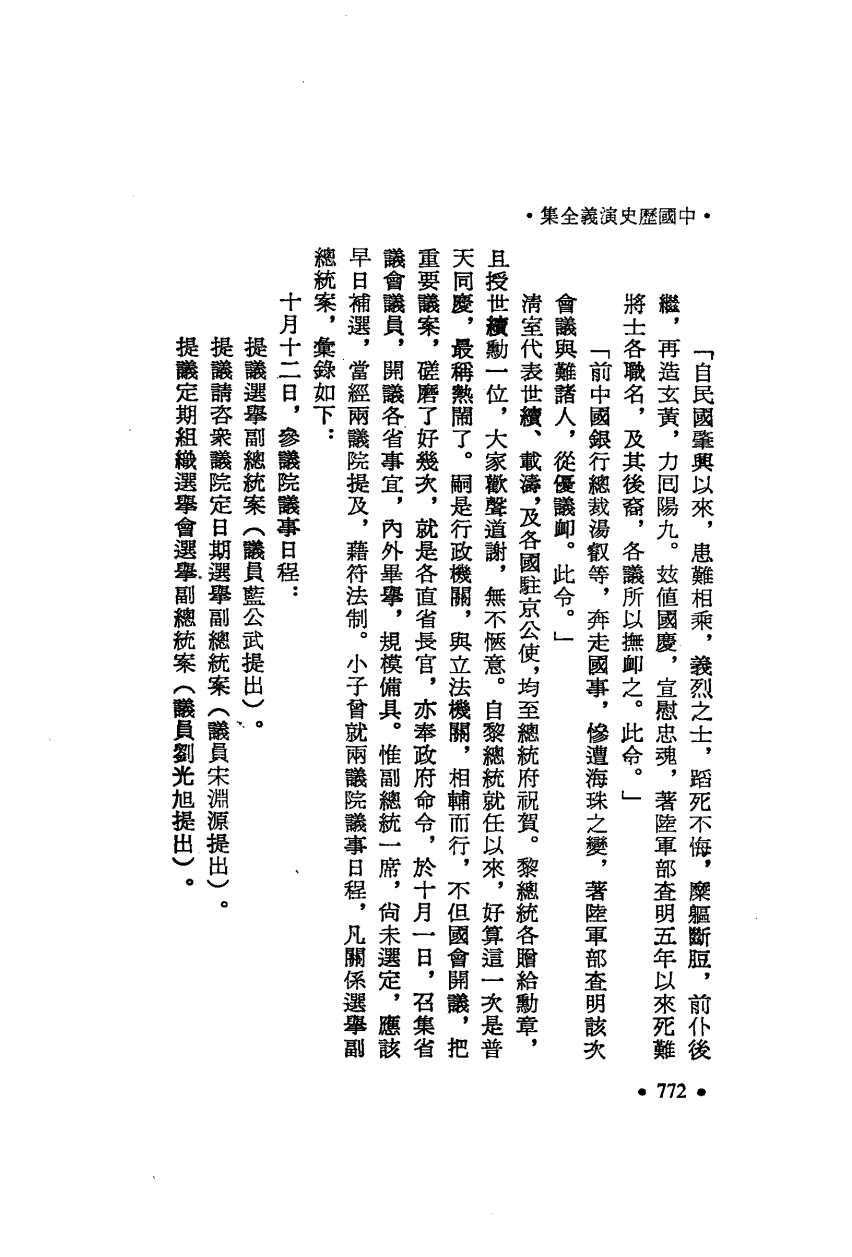 •中國歷史演義全集•
「自民國肇興以來，患難相乘，義烈之士，蹈死不悔，糜軀斷脰，前仆後
繼，再造玄黃，力回陽九。玆値國慶，宣慰忠魂，著陸軍部查明五年以來死難
將士各職名，及其後裔，各議所以撫卹之。此令。」
「前中國銀行總裁湯叡等，奔走國事，慘遭海珠之變，著陸軍部查明該次
會議與難諸人，從優議卹。此令。」
淸室代表世續、載濤，及各國駐京公使，均至總統府祝賀。黎總統各贈給勳章，
且授世續勳一位，大家歡聲道謝，無不愜意。自黎總統就任以來，好算這一次是普
天同慶，最稱熱鬧了。嗣是行政機關，與立法機關，相輔而行，不但國會開議，把
重要議案，磋磨了好幾次，就是各直省長官，亦奉政府命令，於十月一日，召集省
議會議員，開議各省事宜，內外畢擧，規模備具。惟副總統一席，尙未選定，應該
早日補選，當經兩議院提及，藉符法制。小子曾就兩議院議事日程，凡關係選擧副
總統案，彙錄如下：
十月十二日，參議院議事日程：
提議選擧副總統案（議員藍公武提出）。
提議請咨衆議院定日期選擧副總統案（議員宋淵源提出）。
提議定期組織選擧會選擧副總統案（議員劉光旭提出）。
• 772 •